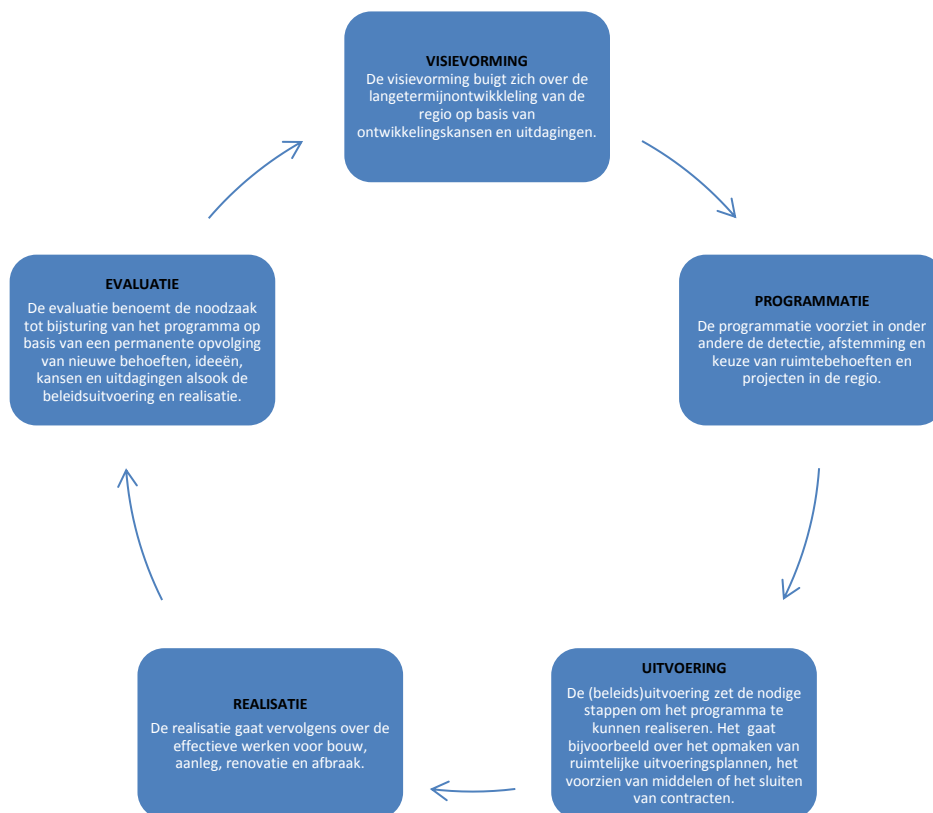 VISIEVORMING
De visievorming buigt zich over de
langetermijnontwikkleling van de
regio op basis van
ontwikkelingskansen en uitdagingen.
PROGRAMMATIE
De programmatie voorziet in onder
andere de detectie, afstemming en
keuze van ruimtebehoeften en
projecten in de regio.
UITVOERING
De (beleids)uitvoering zet de nodige
stappen om het programma te
kunnen realiseren. Het gaat
bijvoorbeeld over het opmaken van
ruimtelijke uitvoeringsplannen, het
voorzien van middelen of het sluiten
van contracten.
REALISATIE
De realisatie gaat vervolgens over de
effectieve werken voor bouw,
aanleg, renovatie en afbraak.
EVALUATIE
De evaluatie benoemt de noodzaak
tot bijsturing van het programma op
basis van een permanente opvolging
van nieuwe behoeften, ideeën,
kansen en uitdagingen alsook de
beleidsuitvoering en realisatie.